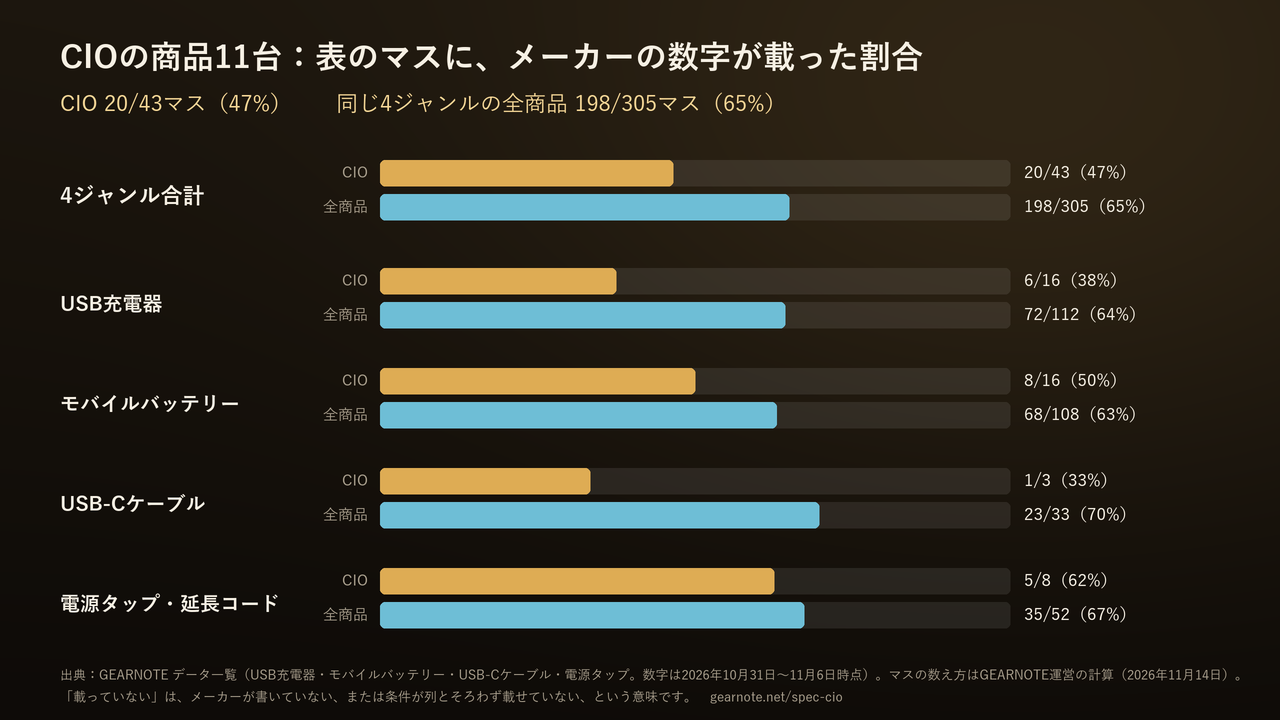 CIOの商品11台：表のマスに、メーカーの数字が載った割合
CIO 20/43マス（47%）　　同じ4ジャンルの全商品 198/305マス（65%）
4ジャンル合計
CIO
20/43（47%）
全商品
198/305（65%）
USB充電器
CIO
6/16（38%）
全商品
72/112（64%）
モバイルバッテリー
CIO
8/16（50%）
全商品
68/108（63%）
USB-Cケーブル
CIO
1/3（33%）
全商品
23/33（70%）
電源タップ・延長コード
CIO
5/8（62%）
全商品
35/52（67%）
出典：GEARNOTE データ一覧（USB充電器・モバイルバッテリー・USB-Cケーブル・電源タップ。数字は2026年10月31日〜11月6日時点）。マスの数え方はGEARNOTE運営の計算（2026年11月14日）。
「載っていない」は、メーカーが書いていない、または条件が列とそろわず載せていない、という意味です。　gearnote.net/spec-cio